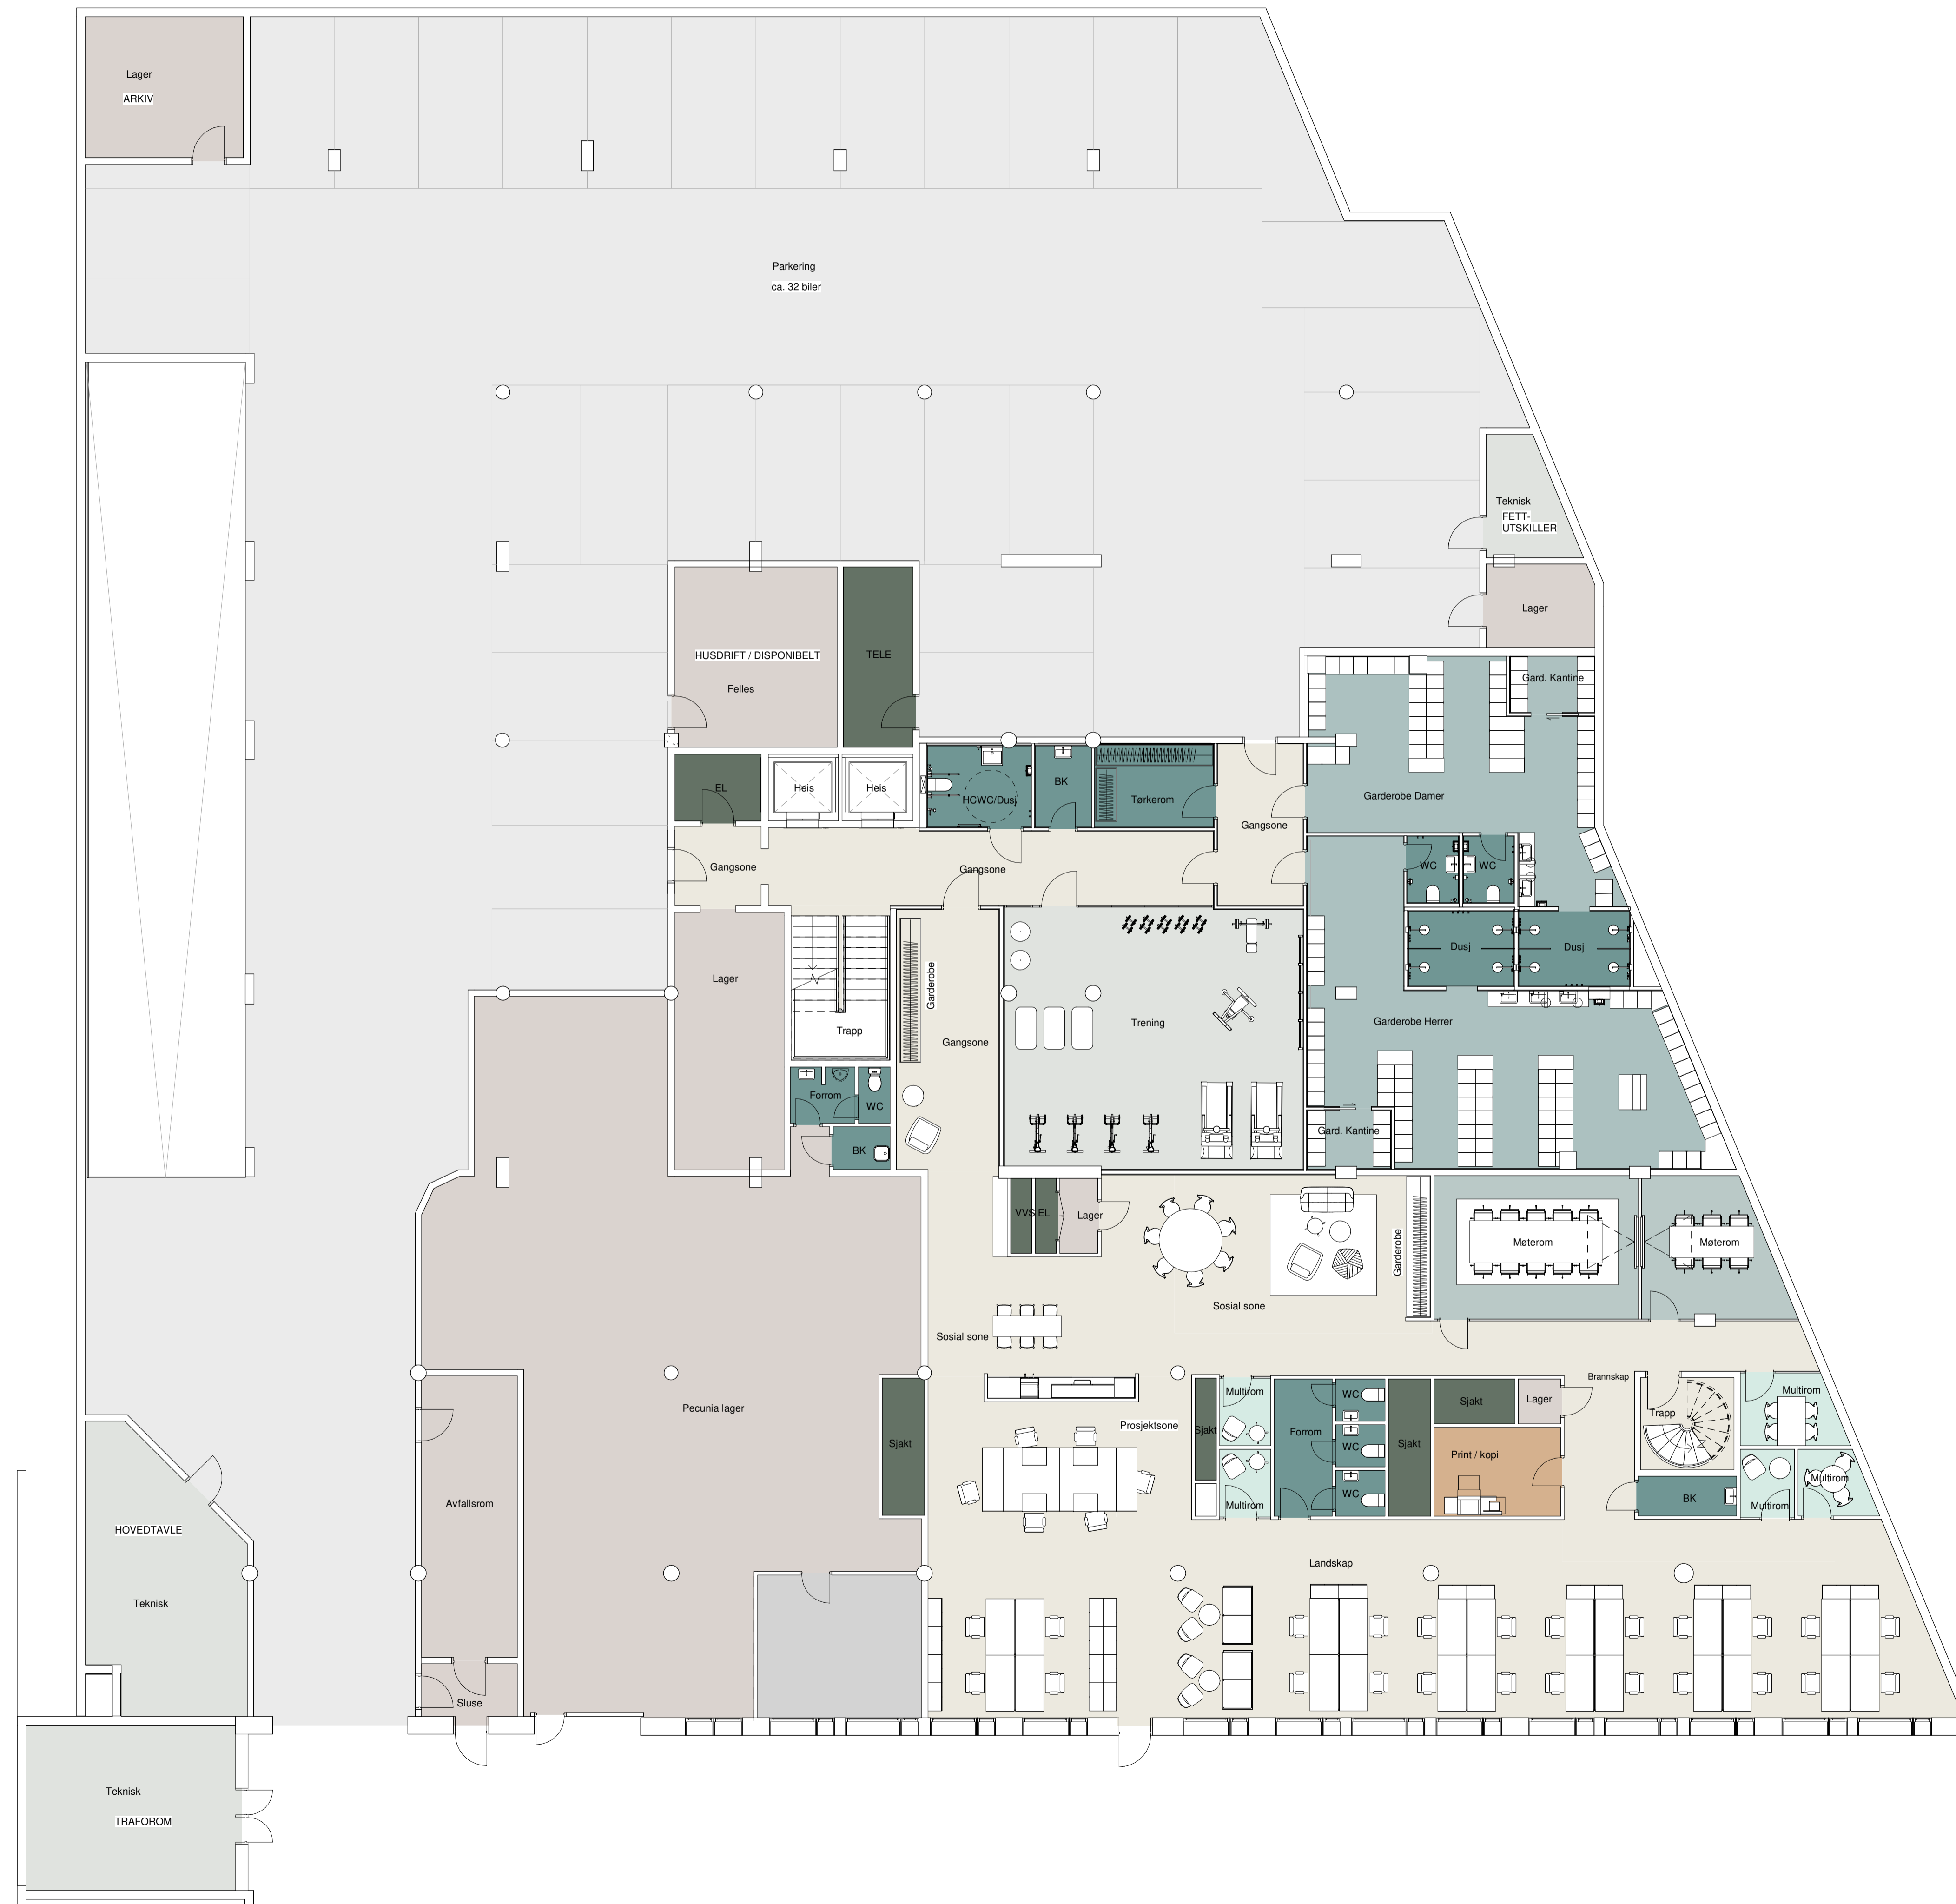 Lager
ARKIV
Parkering
ca. 32 biler
Teknisk
FETT-
UTSKILLER
Lager
HUSDRIFT / DISPONIBELT
Felles
TELE
Gard. Kantine
EL
Heis
Heis
HCWC/Dusj
BK
Tørkerom
Garderobe Damer
Gangsone
Gangsone
Gangsone
WC
WC
Dusj
Dusj
Lager
Garderobe
Trapp
Gangsone
Trening
Garderobe Herrer
Forrom
WC
BK
Gard. Kantine
VVS
EL
Lager
Garderobe
Møterom
Møterom
Sosial sone
Sosial sone
Brannskap
Multirom
WC
Sjakt
Lager
Trapp
Multirom
Pecunia lager
Prosjektsone
Sjakt
Forrom
WC
Sjakt
Sjakt
Print / kopi
Multirom
WC
BK
Multirom
Multirom
Avfallsrom
HOVEDTAVLE
Landskap
Teknisk
Sluse
Teknisk
TRAFOROM